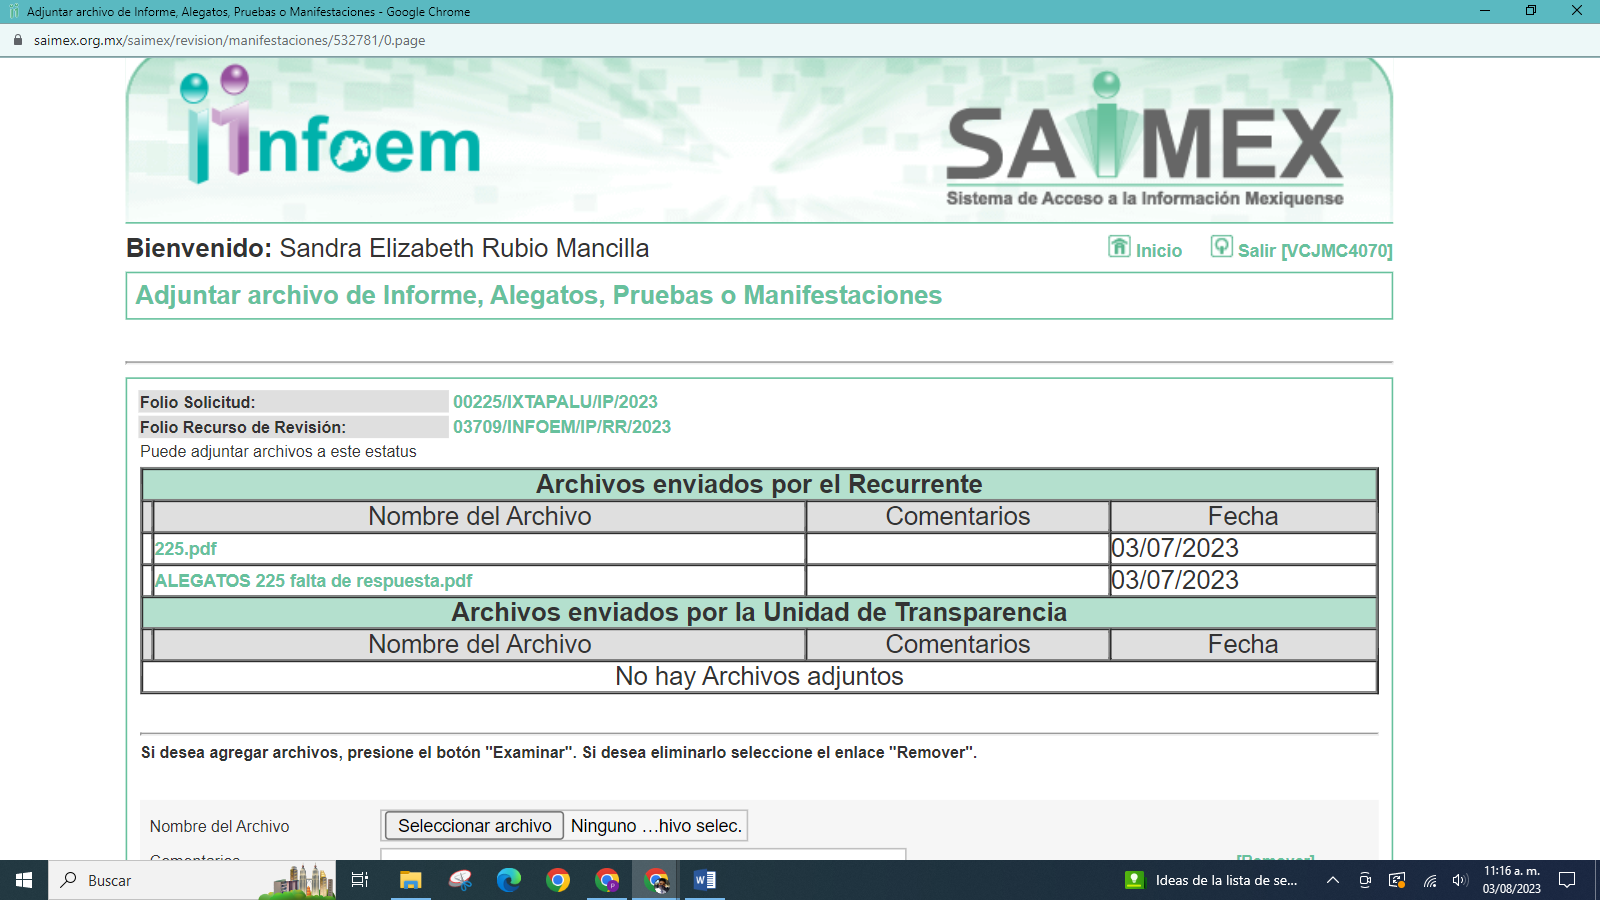 Adjuntar archivo de Informe, Alegatos, Pruebas o Manifestaciones - Google Chrome
saimex.org.mx/saimex/revision/manifestaciones/532781/0.page
infoem
SAIMEX
Sistema de Acceso a la Información Mexiquense
Bienvenido: Sandra Elizabeth Rubio Mancilla
Inicio
Salir [VCJMC4070]
Adjuntar archivo de Informe, Alegatos, Pruebas o Manifestaciones
Folio Solicitud: 00225/IXTAPALU/IP/2023
Folio Recurso de Revisión: 03709/INFOEM/IP/RR/2023
Puede adjuntar archivos a este estatus
Archivos enviados por el Recurrente
Nombre del Archivo Comentarios Fecha
225.pdf 03/07/2023
ALEGATOS 225 falta de respuesta.pdf 03/07/2023
Archivos enviados por la Unidad de Transparencia
Nombre del Archivo Comentarios Fecha
No hay Archivos adjuntos
Si desea agregar archivos, presione el botón "Examinar". Si desea eliminarlo seleccione el enlace "Remover".
Nombre del Archivo Seleccionar archivo Ninguno ...hivo selec.
Comentarios [Remover]
Buscar
Ideas de la lista de se...
11:16 a. m.
03/08/2023